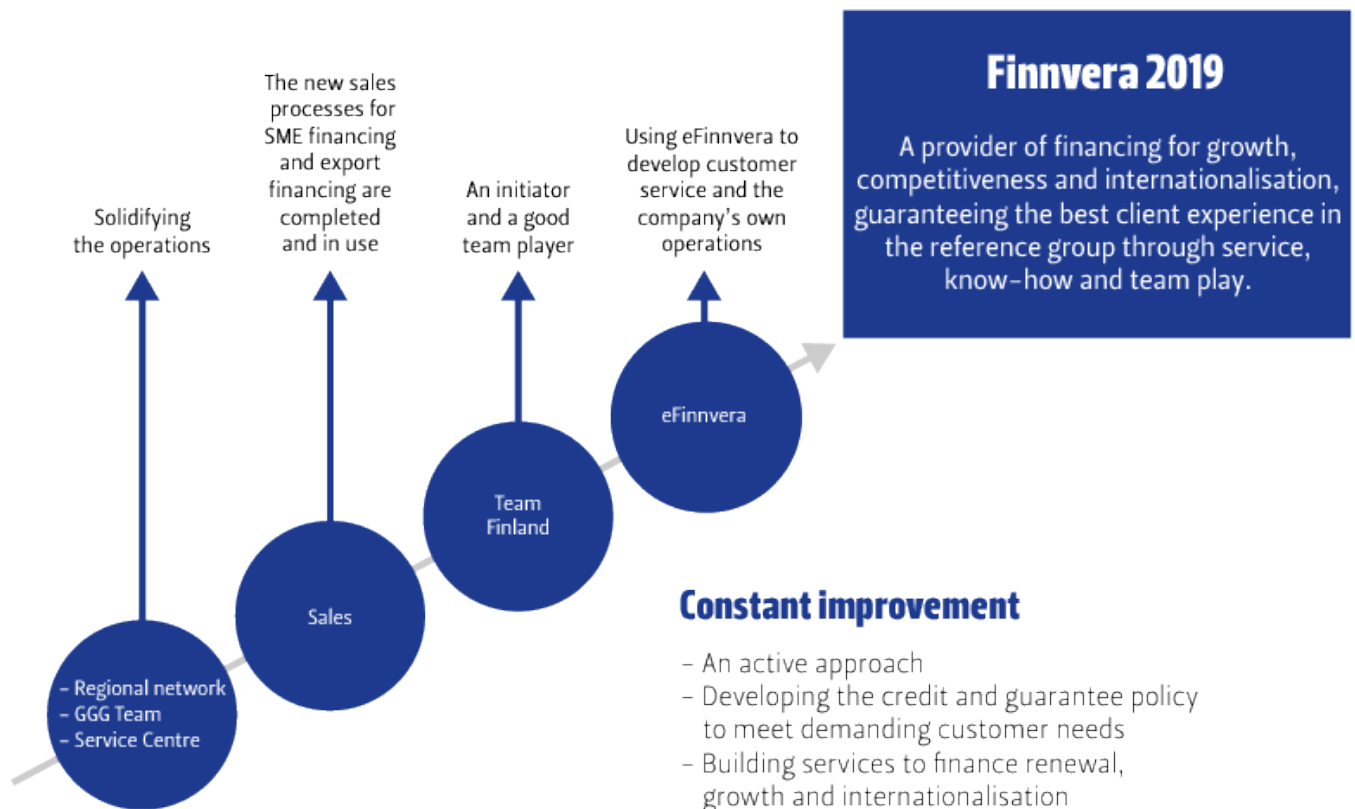 Finnvera 2019
A provider of financing for growth,
competitiveness and internationalisation,
guaranteeing the best client experience in
the reference group through service,
know-how and team play.
Solidifying
the operations
The new sales
processes for
SME financing
and export
financing are
completed
and in use
An initiator
and a good
team player
Using eFinnvera to
develop customer
service and the
company's own
operations
– Regional network
– GGG Team
– Service Centre
Sales
Team
Finland
eFinnvera
Constant improvement
– An active approach
– Developing the credit and guarantee policy
to meet demanding customer needs
– Building services to finance renewal,
growth and internationalisation